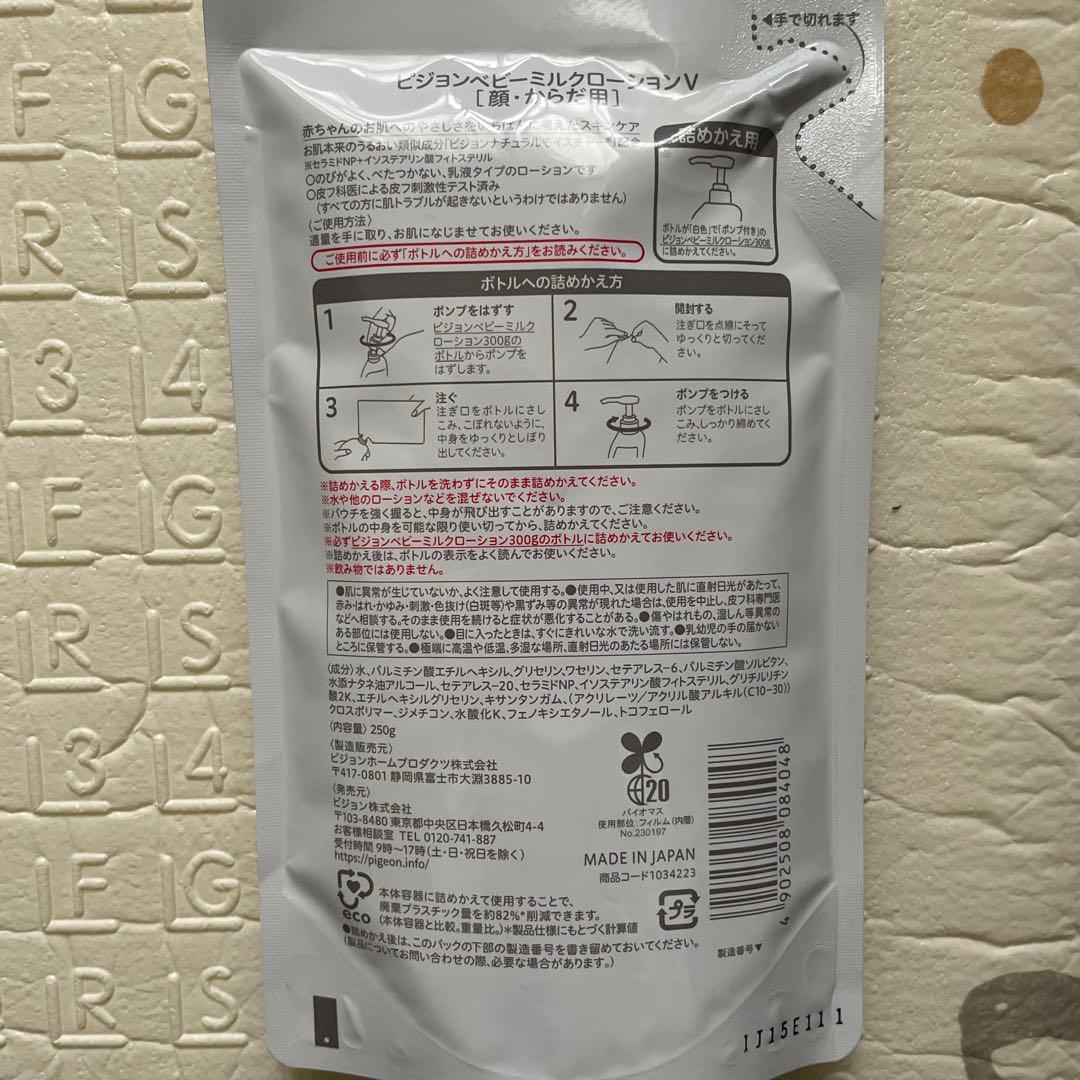 ◀手で切れます
ピジョンベビーミルクローションV
[顔・からだ用]
赤ちゃんのお肌へのやさしさをいちばんに考えたスキンケア
お肌本来のうるおい類似成分「ピジョンナチュラルモイスチャー※」配合
※セラミドNP+イソステアリン酸フィトステリル
○のびがよく、べたつかない、乳液タイプのローションです
○皮フ科医による皮フ刺激性テスト済み
(すべての方に肌トラブルが起きないというわけではありません)
〈ご使用方法〉
適量を手に取り、お肌になじませてお使いください。
ご使用前に必ず「ボトルへの詰めかえ方」をお読みください。
詰めかえ用
ボトルが「白色」で「ポンプ付き」の
ピジョンベビーミルクローション300g
に詰めかえてください。
ボトルへの詰めかえ方
1
ポンプをはずす
ピジョンベビーミルク
ローション300gの
ボトルからポンプを
はずします。
2
開封する
注ぎ口を点線にそって
ゆっくりと切ってくだ
さい。
3
注ぐ
注ぎ口をボトルにさし
こみ、こぼれないように、
中身をゆっくりとしぼり
出してください。
4
ポンプをつける
ポンプをボトルにさし
こみ、しっかり締めてく
ださい。
※詰めかえる際、ボトルを洗わずにそのまま詰めかえてください。
※水や他のローションなどを混ぜないでください。
※パウチを強く握ると、中身が飛び出すことがありますので、ご注意ください。
※ボトルの中身を可能な限り使い切ってから、詰めかえてください。
※必ずピジョンベビーミルクローション300gのボトルに詰めかえてお使いください。
※詰めかえ後は、ボトルの表示をよく読んでお使いください。
※飲み物ではありません。
●肌に異常が生じていないか、よく注意して使用する。●使用中、又は使用した肌に直射日光があたって、
赤み・はれ・かゆみ・刺激・色抜け(白斑等)や黒ずみ等の異常が現れた場合は、使用を中止し、皮フ科専門医
などへ相談する。そのまま使用を続けると症状が悪化することがある。●傷やはれもの、湿しん等異常の
ある部位には使用しない。●目に入ったときは、すぐにきれいな水で洗い流す。●乳幼児の手の届かない
ところに保管する。●極端に高温や低温、多湿な場所、直射日光のあたる場所には保管しない。
〈成分〉水、パルミチン酸エチルヘキシル、グリセリン、ワセリン、セテアレス-6、パルミチン酸ソルビタン、
水添ナタネ油アルコール、セテアレス-20、セラミドNP、イソステアリン酸フィトステリル、グリチルリチン
酸2K、エチルヘキシルグリセリン、キサンタンガム、(アクリレーツ/アクリル酸アルキル(C10-30))
クロスポリマー、ジメチコン、水酸化K、フェノキシエタノール、トコフェロール
〈内容量〉250g
〈製造販売元〉
ピジョンホームプロダクツ株式会社
〒417-0801 静岡県富士市大淵3885-10
〈発売元〉
ピジョン株式会社
〒103-8480 東京都中央区日本橋久松町4-4
お客様相談室 TEL 0120-741-887
受付時間 9時〜17時(土・日・祝日を除く)
https://pigeon.info/
20
バイオマス
使用部位:フィルム(内層)
No.230197
MADE IN JAPAN
商品コード1034223
4 902508 084048
eco
本体容器に詰めかえて使用することで、
廃棄プラスチック量を約82%*削減できます。
(本体容器と比較。重量比。)*製品仕様にもとづく計算値
プラ
●詰めかえ後は、このパックの下部の製造番号を書き留めておいてください。
(製品についてお問い合わせの際、必要な場合があります。)
製造番号▼
IJ15E11 1
F G
R S
3 4
F G
R S
3 4
F G
R S